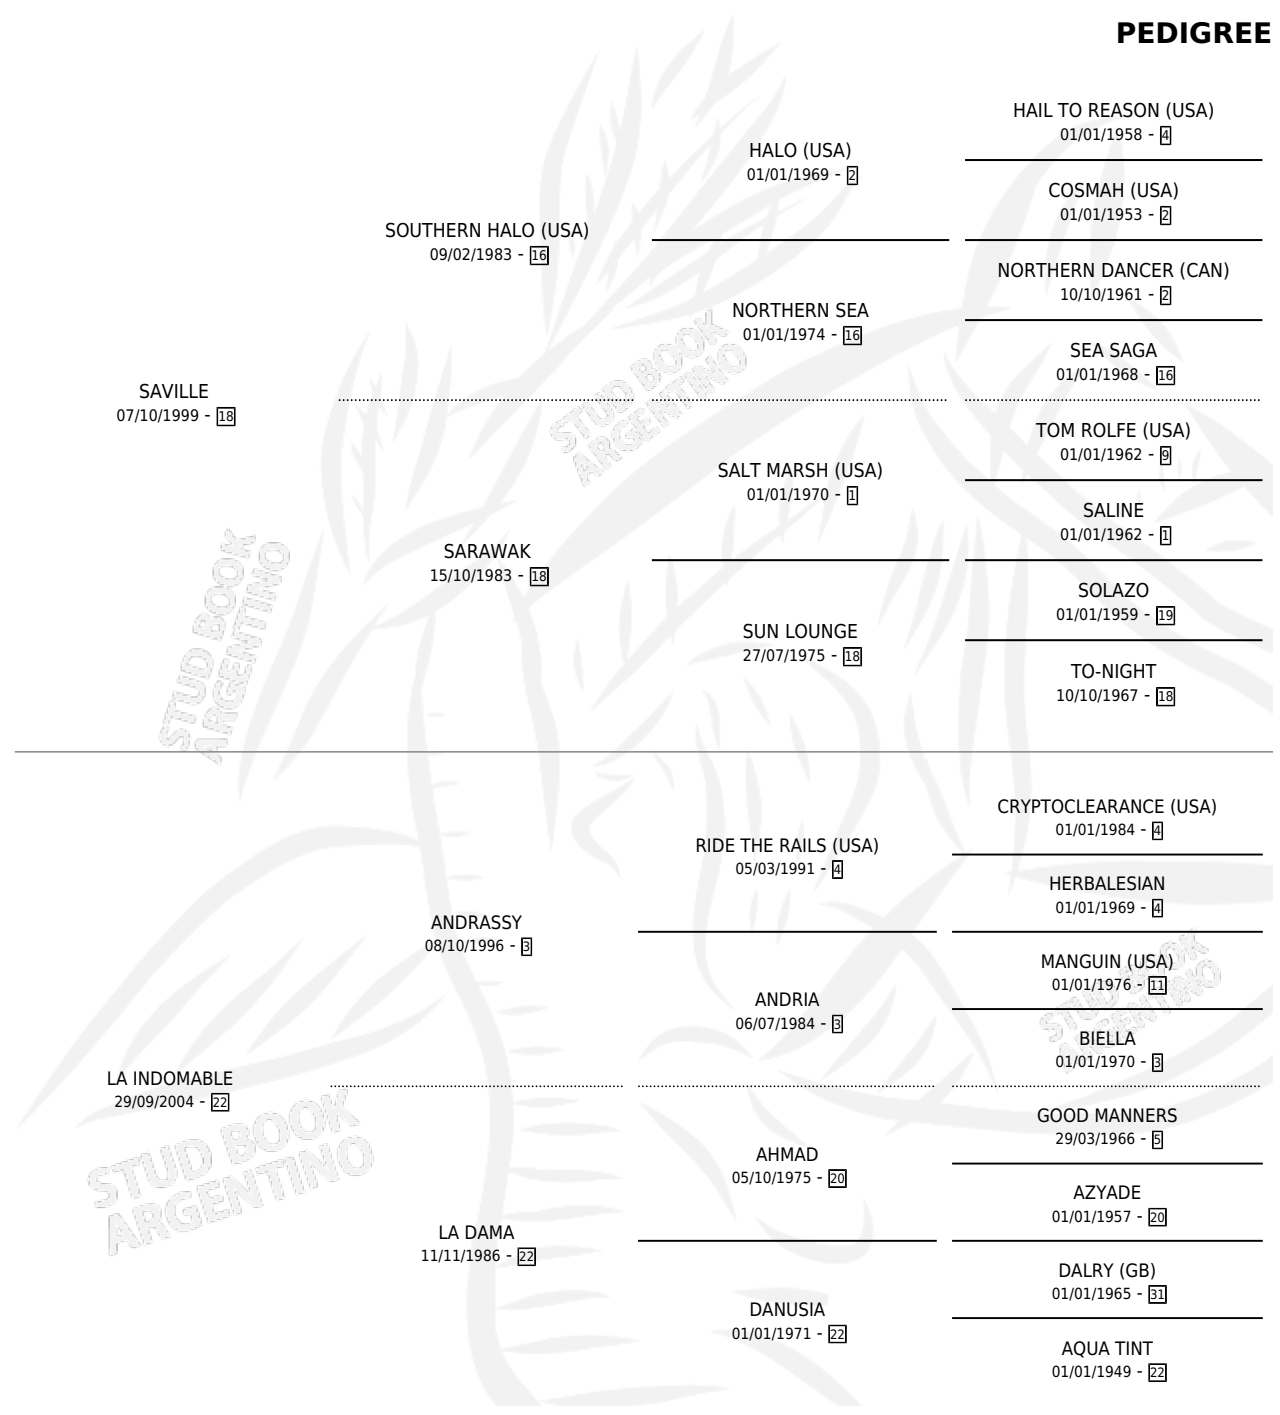 PEDIGREE
HAIL TO REASON (USA)
01/01/1958 - 4
HALO (USA)
01/01/1969 - 2
COSMAH (USA)
01/01/1953 - 2
SOUTHERN HALO (USA)
09/02/1983 - 16
NORTHERN DANCER (CAN)
10/10/1961 - 2
NORTHERN SEA
01/01/1974 - 16
SEA SAGA
01/01/1968 - 16
SAVILLE
07/10/1999 - 18
TOM ROLFE (USA)
01/01/1962 - 9
SALT MARSH (USA)
01/01/1970 - 1
SALINE
01/01/1962 - 1
SARAWAK
15/10/1983 - 18
SOLAZO
01/01/1959 - 19
SUN LOUNGE
27/07/1975 - 18
TO-NIGHT
10/10/1967 - 18
CRYPTOCLEARANCE (USA)
01/01/1984 - 4
RIDE THE RAILS (USA)
05/03/1991 - 4
HERBALESIAN
01/01/1969 - 4
ANDRASSY
08/10/1996 - 3
MANGUIN (USA)
01/01/1976 - 11
ANDRIA
06/07/1984 - 3
BIELLA
01/01/1970 - 3
LA INDOMABLE
29/09/2004 - 22
GOOD MANNERS
29/03/1966 - 5
AHMAD
05/10/1975 - 20
AZYADE
01/01/1957 - 20
LA DAMA
11/11/1986 - 22
DALRY (GB)
01/01/1965 - 31
DANUSIA
01/01/1971 - 22
AQUA TINT
01/01/1949 - 22
STUD BOOK
ARGENTINO
STUD BOOK
ARGENTINO
STUD BOOK
ARGENTINO
STUD BOOK
ARGENTINO